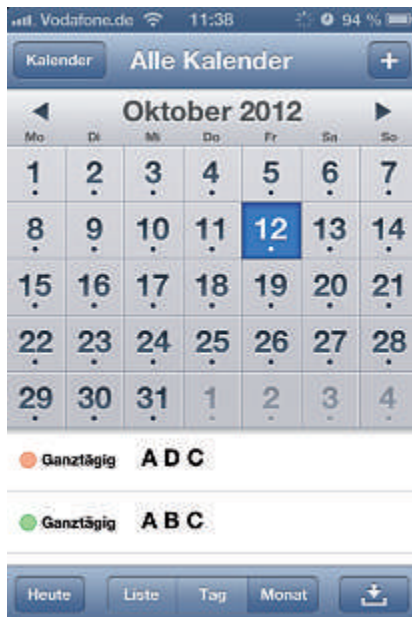 Vodafone.de 11:38 94 %
Kalender Alle Kalender +
Oktober 2012
Mo Di Mi Do Fr Sa So
1 2 3 4 5 6 7
8 9 10 11 12 13 14
15 16 17 18 19 20 21
22 23 24 25 26 27 28
29 30 31 1 2 3 4
Ganztägig A D C
Ganztägig A B C
Heute Liste Tag Monat